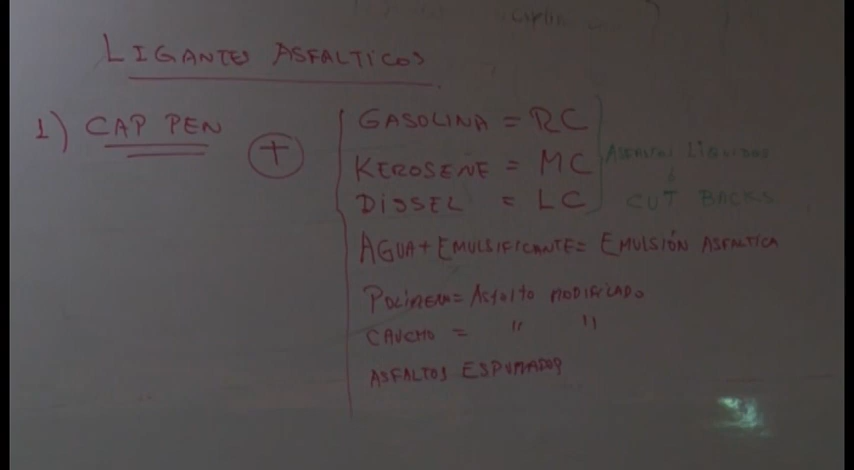 LIGANTES ASFALTICOS
1) CAP PEN +
GASOLINA = RC
KEROSENE = MC
DISSEL = LC
LIQUIDOS
ó
CUT BACKS
AGUA + EMULSIFICANTE = EMULSIÓN ASFALTICA
POLIMERO = ASFALTO MODIFICADO
CAUCHO = " "
ASFALTOS ESPUMADOS